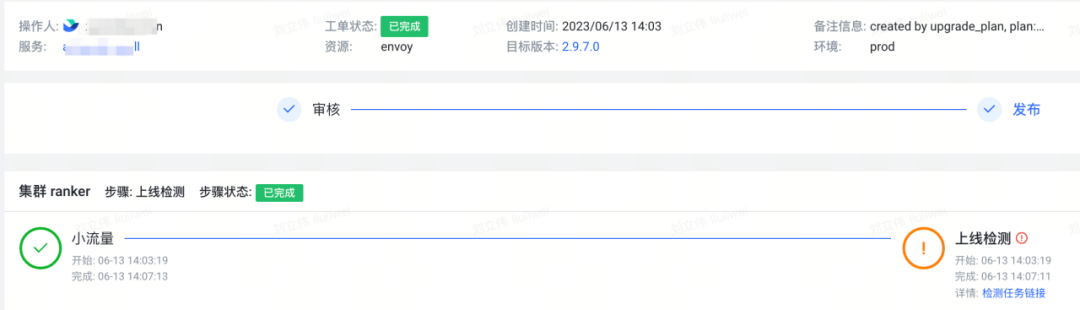 操作人: n 工单状态: 已完成 创建时间: 2023/06/13 14:03 备注信息: created by upgrade_plan, plan:...
服务: a ll 资源: envoy 目标版本: 2.9.7.0 环境: prod
审核 发布
集群 ranker 步骤: 上线检测 步骤状态: 已完成
小流量 上线检测
开始: 06-13 14:03:19 开始: 06-13 14:03:19
完成: 06-13 14:07:13 完成: 06-13 14:07:11
详情: 检测任务链接